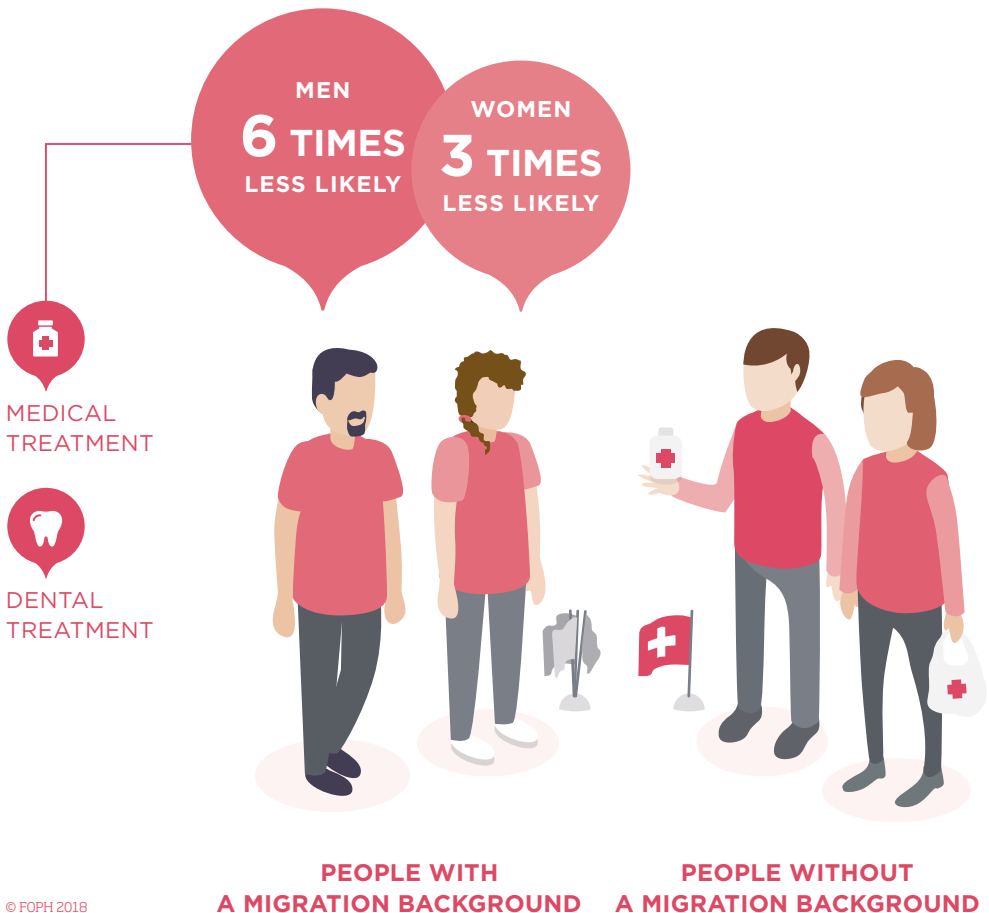 MEN
6 TIMES
LESS LIKELY
WOMEN
3 TIMES
LESS LIKELY
MEDICAL
TREATMENT
DENTAL
TREATMENT
PEOPLE WITH
A MIGRATION BACKGROUND
PEOPLE WITHOUT
A MIGRATION BACKGROUND
© FOPH 2018